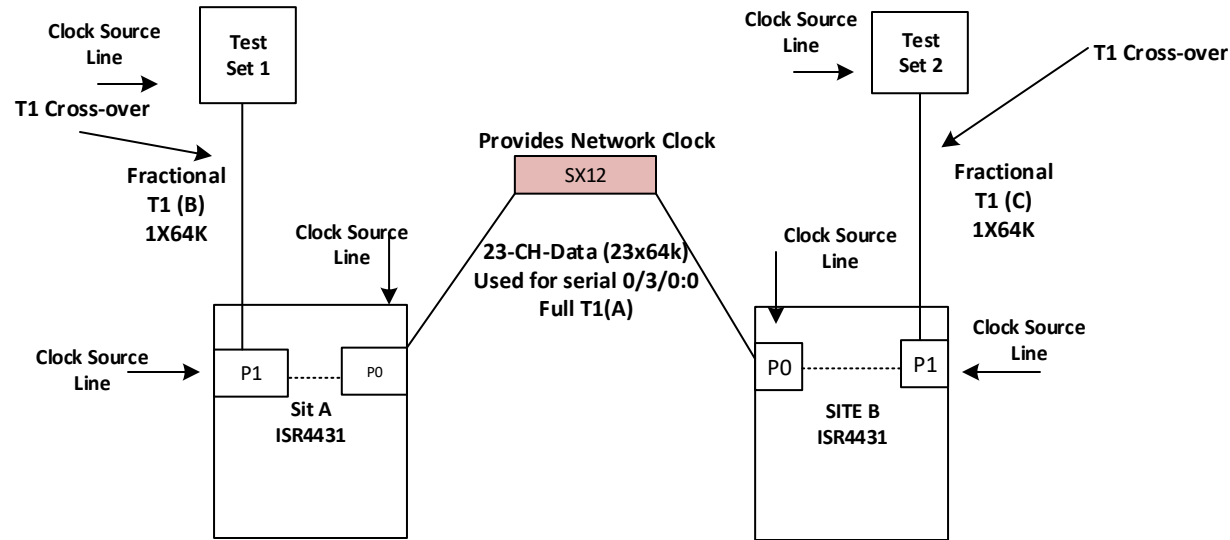 Clock Source
Line
Test
Set 1
T1 Cross-over
Fractional
T1 (B)
1X64K
Clock Source
Line
Clock Source
Line
P1
P0
Sit A
ISR4431
Provides Network Clock
SX12
23-CH-Data (23x64k)
Used for serial 0/3/0:0
Full T1(A)
Clock Source
Line
Test
Set 2
T1 Cross-over
Fractional
T1 (C)
1X64K
Clock Source
Line
Clock Source
Line
P0
P1
SITE B
ISR4431